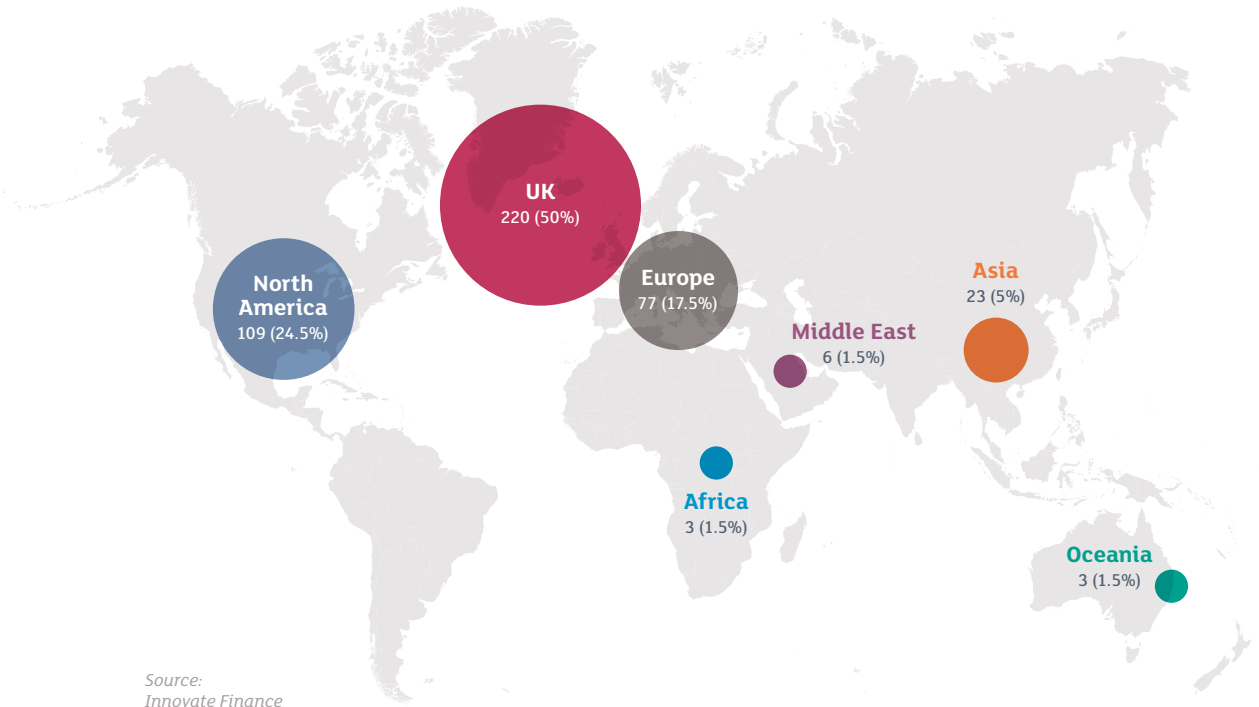 UK
220 (50%)
North
America
109 (24.5%)
Europe
77 (17.5%)
Asia
23 (5%)
Middle East
6 (1.5%)
Africa
3 (1.5%)
Oceania
3 (1.5%)
Source:
Innovate Finance